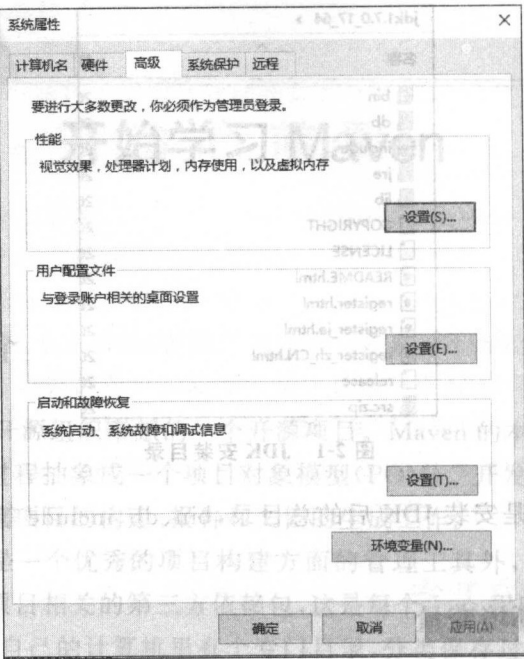 系统属性
计算机名 硬件 高级 系统保护 远程
要进行大多数更改，你必须作为管理员登录。
性能
视觉效果，处理器计划，内存使用，以及虚拟内存
设置(S)...
用户配置文件
与登录账户相关的桌面设置
设置(E)...
启动和故障恢复
系统启动、系统故障和调试信息
设置(T)...
环境变量(N)...
确定 取消 应用(A)